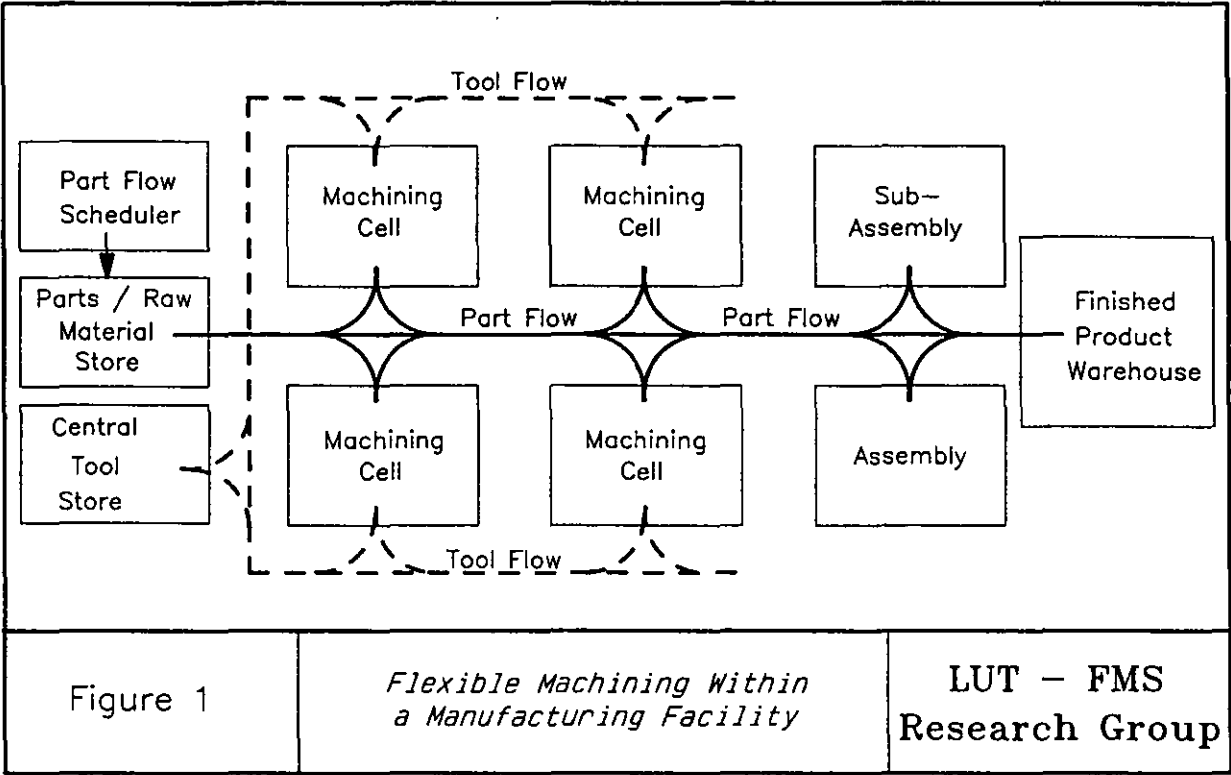 Tool Flow
Part Flow
Scheduler
Machining
Cell
Machining
Cell
Sub-
Assembly
Parts / Raw
Material
Store
Part Flow
Part Flow
Finished
Product
Warehouse
Central
Tool
Store
Machining
Cell
Machining
Cell
Assembly
Tool Flow
Figure 1
Flexible Machining Within
a Manufacturing Facility
LUT - FMS
Research Group